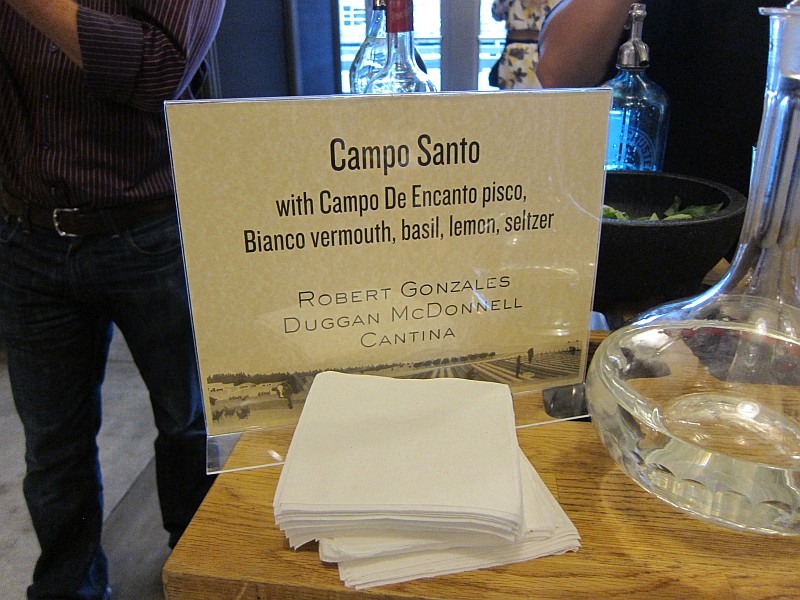 Campo Santo
with Campo De Encanto pisco,
Bianco vermouth, basil, lemon, seltzer
Robert Gonzales
Duggan McDonnell
Cantina